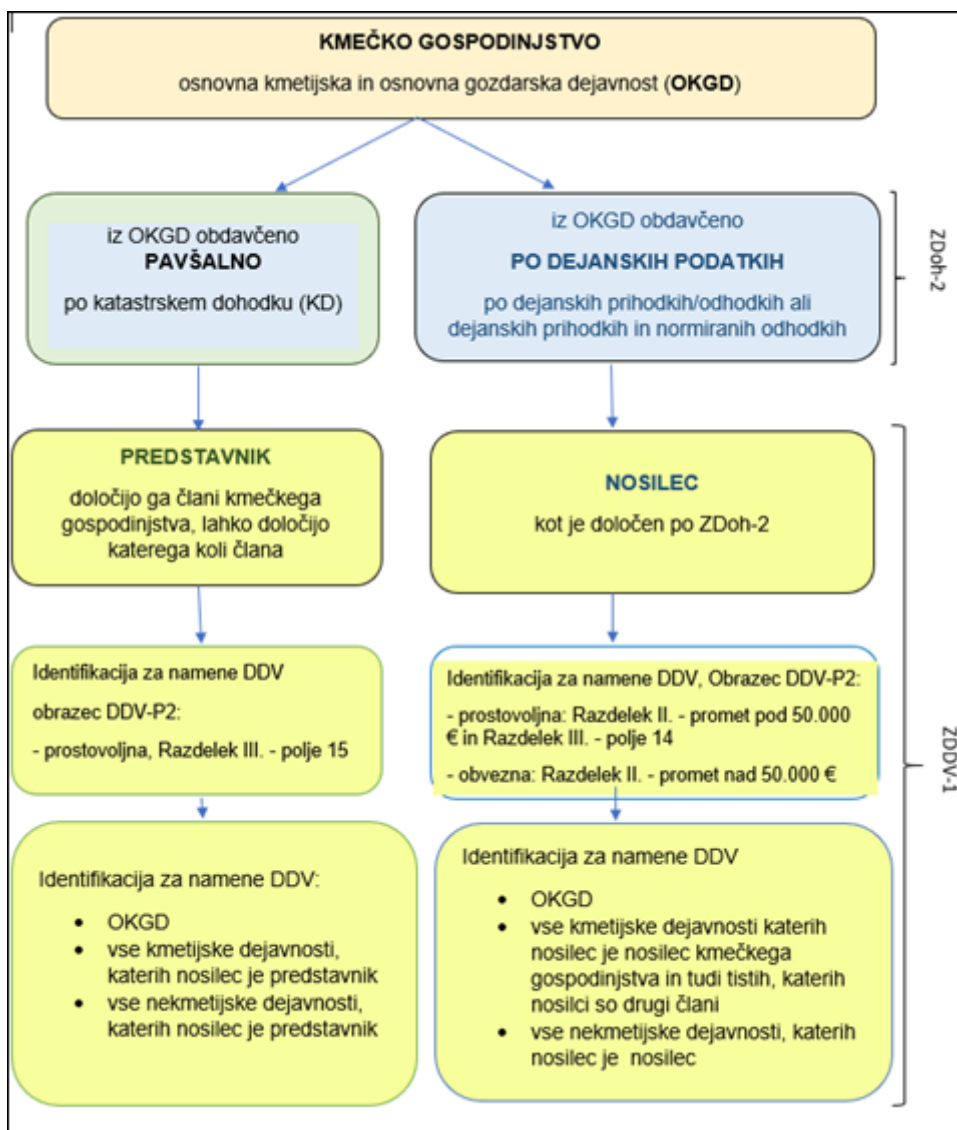 KMEČKO GOSPODINJSTVO
osnovna kmetijska in osnovna gozdarska dejavnost (OKGD)
iz OKGD obdavčeno
PAVŠALNO
po katastrskem dohodku (KD)
iz OKGD obdavčeno
PO DEJANSKIH PODATKIH
po dejanskih prihodkih/odhodkih ali
dejanskih prihodkih in normiranih odhodkih
ZDoh-2
PREDSTAVNIK
določijo ga člani kmečkega
gospodinjstva, lahko določijo
katerega koli člana
NOSILEC
kot je določen po ZDoh-2
Identifikacija za namene DDV
obrazec DDV-P2:
- prostovoljna, Razdelek III. - polje 15
Identifikacija za namene DDV, Obrazec DDV-P2:
- prostovoljna: Razdelek II. - promet pod 50.000
€ in Razdelek III. - polje 14
- obvezna: Razdelek II. - promet nad 50.000 €
ZDDV-1
Identifikacija za namene DDV:
• OKGD
• vse kmetijske dejavnosti,
katerih nosilec je predstavnik
• vse nekmetijske dejavnosti,
katerih nosilec je predstavnik
Identifikacija za namene DDV
• OKGD
• vse kmetijske dejavnosti katerih
nosilec je nosilec kmečkega
gospodinjstva in tudi tistih, katerih
nosilci so drugi člani
• vse nekmetijske dejavnosti, katerih
nosilec je nosilec